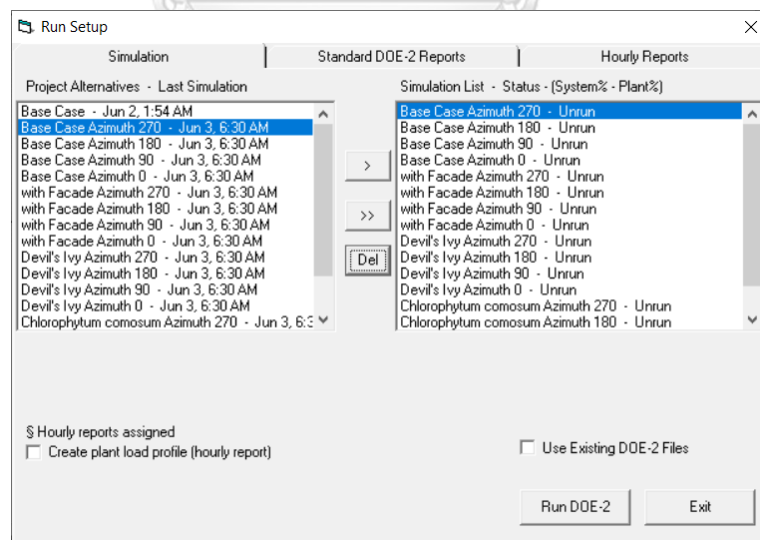 Run Setup
Simulation
Standard DOE-2 Reports
Hourly Reports
Project Alternatives - Last Simulation
Base Case - Jun 2, 1:54 AM
Base Case Azimuth 270 - Jun 3, 6:30 AM
Base Case Azimuth 180 - Jun 3, 6:30 AM
Base Case Azimuth 90 - Jun 3, 6:30 AM
Base Case Azimuth 0 - Jun 3, 6:30 AM
with Facade Azimuth 270 - Jun 3, 6:30 AM
with Facade Azimuth 180 - Jun 3, 6:30 AM
with Facade Azimuth 90 - Jun 3, 6:30 AM
with Facade Azimuth 0 - Jun 3, 6:30 AM
Devil's Ivy Azimuth 270 - Jun 3, 6:30 AM
Devil's Ivy Azimuth 180 - Jun 3, 6:30 AM
Devil's Ivy Azimuth 90 - Jun 3, 6:30 AM
Devil's Ivy Azimuth 0 - Jun 3, 6:30 AM
Chlorophytum comosum Azimuth 270 - Jun 3, 6:3
>
>>
Del
Simulation List - Status - (System% - Plant%)
Base Case Azimuth 270 - Unrun
Base Case Azimuth 180 - Unrun
Base Case Azimuth 90 - Unrun
Base Case Azimuth 0 - Unrun
with Facade Azimuth 270 - Unrun
with Facade Azimuth 180 - Unrun
with Facade Azimuth 90 - Unrun
with Facade Azimuth 0 - Unrun
Devil's Ivy Azimuth 270 - Unrun
Devil's Ivy Azimuth 180 - Unrun
Devil's Ivy Azimuth 90 - Unrun
Devil's Ivy Azimuth 0 - Unrun
Chlorophytum comosum Azimuth 270 - Unrun
Chlorophytum comosum Azimuth 180 - Unrun
§ Hourly reports assigned
Create plant load profile (hourly report)
Use Existing DOE-2 Files
Run DOE-2
Exit